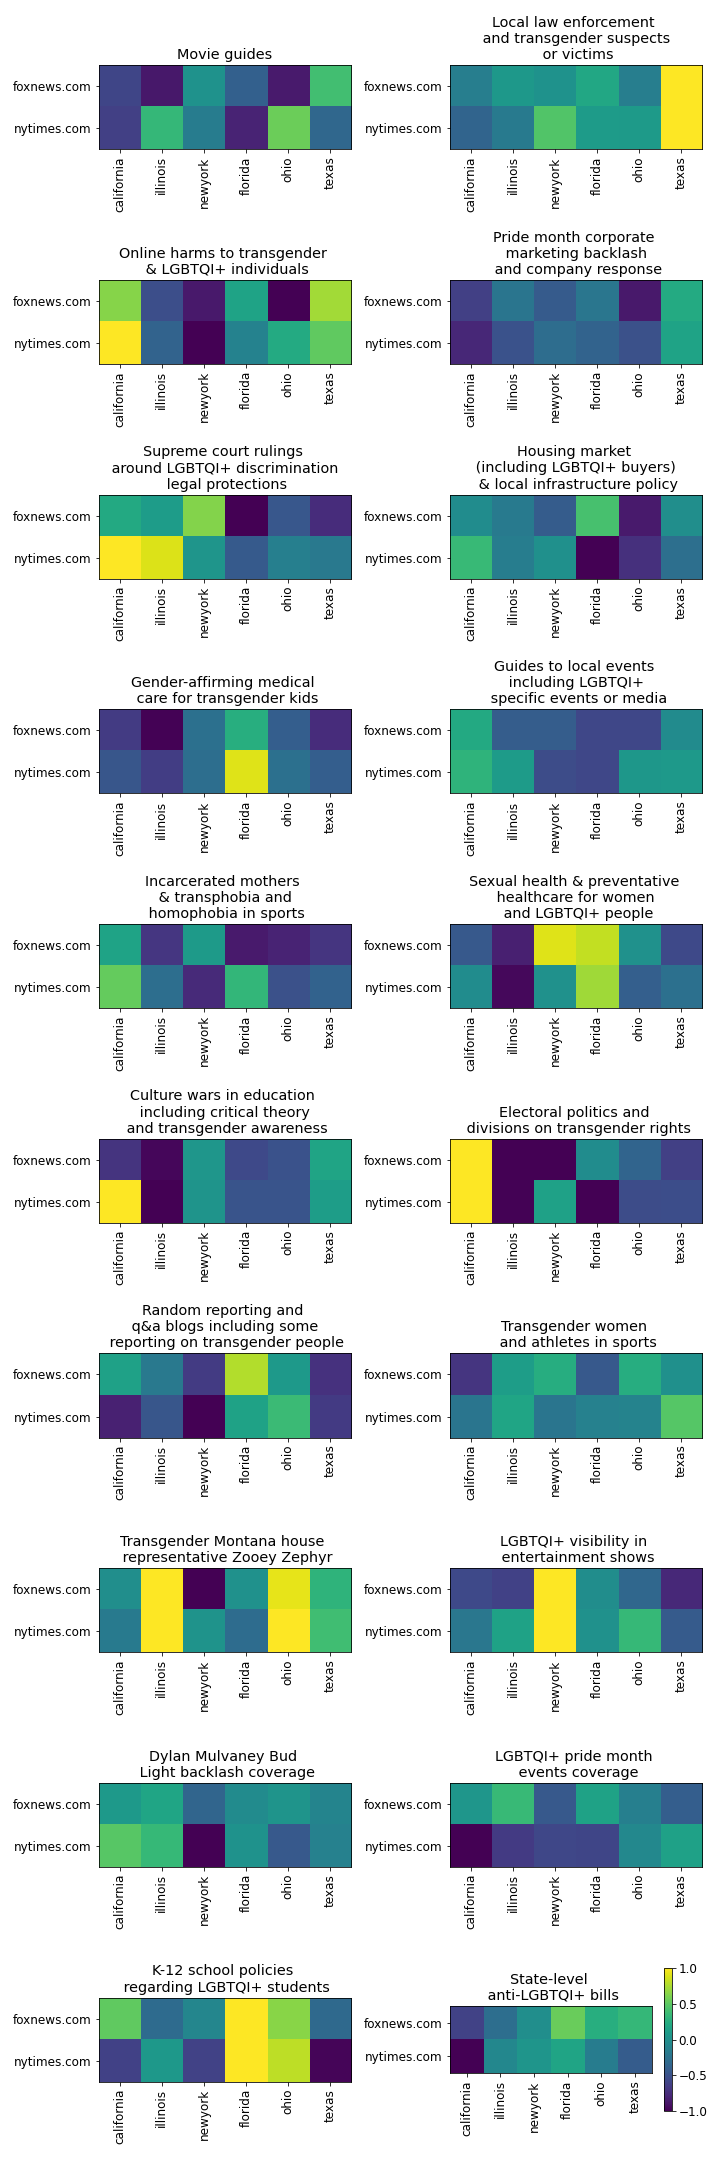 Movie guides
foxnews.com
nytimes.com
california
illinois
newyork
florida
ohio
texas
Local law enforcement
and transgender suspects
or victims
foxnews.com
nytimes.com
california
illinois
newyork
florida
ohio
texas
Online harms to transgender
& LGBTQI+ individuals
foxnews.com
nytimes.com
california
illinois
newyork
florida
ohio
texas
Pride month corporate
marketing backlash
and company response
foxnews.com
nytimes.com
california
illinois
newyork
florida
ohio
texas
Supreme court rulings
around LGBTQI+ discrimination
legal protections
foxnews.com
nytimes.com
california
illinois
newyork
florida
ohio
texas
Housing market
(including LGBTQI+ buyers)
& local infrastructure policy
foxnews.com
nytimes.com
california
illinois
newyork
florida
ohio
texas
Gender-affirming medical
care for transgender kids
foxnews.com
nytimes.com
california
illinois
newyork
florida
ohio
texas
Guides to local events
including LGBTQI+
specific events or media
foxnews.com
nytimes.com
california
illinois
newyork
florida
ohio
texas
Incarcerated mothers
& transphobia and
homophobia in sports
foxnews.com
nytimes.com
california
illinois
newyork
florida
ohio
texas
Sexual health & preventative
healthcare for women
and LGBTQI+ people
foxnews.com
nytimes.com
california
illinois
newyork
florida
ohio
texas
Culture wars in education
including critical theory
and transgender awareness
foxnews.com
nytimes.com
california
illinois
newyork
florida
ohio
texas
Electoral politics and
divisions on transgender rights
foxnews.com
nytimes.com
california
illinois
newyork
florida
ohio
texas
Random reporting and
q&a blogs including some
reporting on transgender people
foxnews.com
nytimes.com
california
illinois
newyork
florida
ohio
texas
Transgender women
and athletes in sports
foxnews.com
nytimes.com
california
illinois
newyork
florida
ohio
texas
Transgender Montana house
representative Zooey Zephyr
foxnews.com
nytimes.com
california
illinois
newyork
florida
ohio
texas
LGBTQI+ visibility in
entertainment shows
foxnews.com
nytimes.com
california
illinois
newyork
florida
ohio
texas
Dylan Mulvaney Bud
Light backlash coverage
foxnews.com
nytimes.com
california
illinois
newyork
florida
ohio
texas
LGBTQI+ pride month
events coverage
foxnews.com
nytimes.com
california
illinois
newyork
florida
ohio
texas
K-12 school policies
regarding LGBTQI+ students
foxnews.com
nytimes.com
california
illinois
newyork
florida
ohio
texas
State-level
anti-LGBTQI+ bills
foxnews.com
nytimes.com
california
illinois
newyork
florida
ohio
texas
1.0
0.5
0.0
−0.5
−1.0